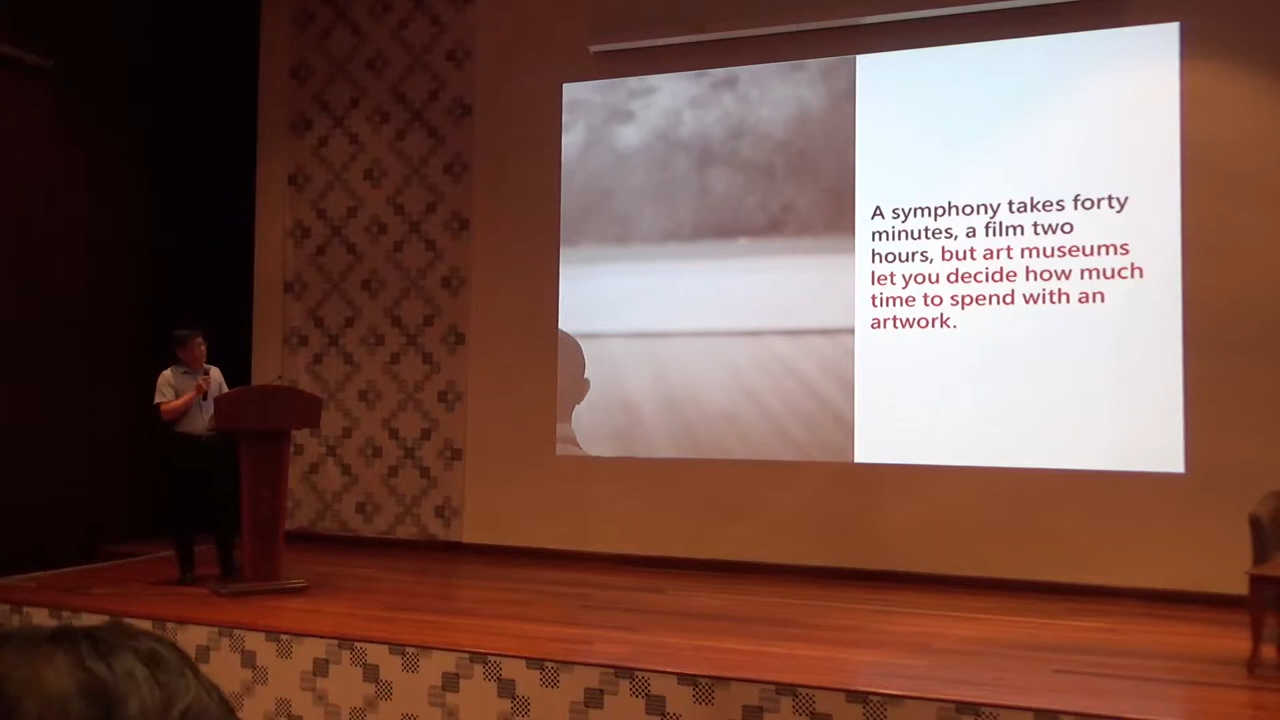 A symphony takes forty
minutes, a film two
hours, but art museums
let you decide how much
time to spend with an
artwork.